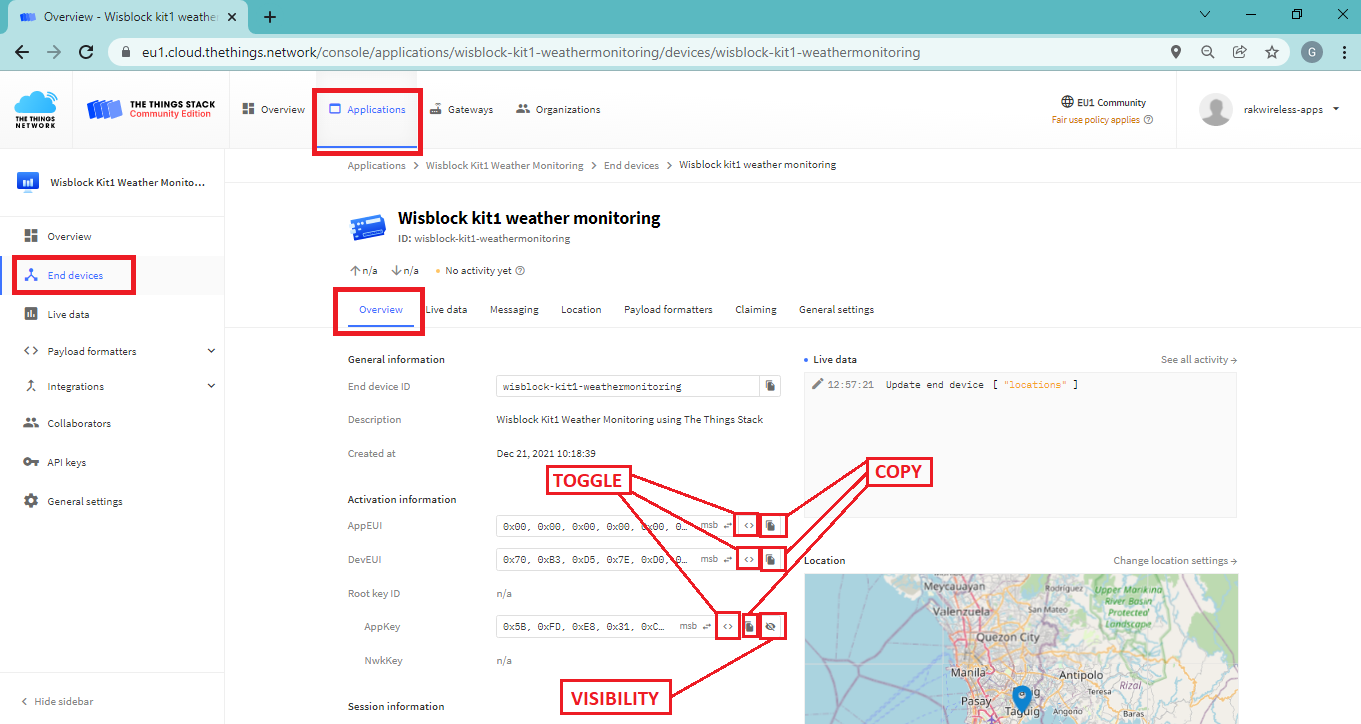 Overview - Wisblock kit1 weather
eu1.cloud.thethings.network/console/applications/wisblock-kit1-weathermonitoring/devices/wisblock-kit1-weathermonitoring
G
THE THINGS NETWORK
THE THINGS STACK
Community Edition
Overview
Applications
Gateways
Organizations
EU1 Community
Fair use policy applies
rakwireless-apps
Wisblock Kit1 Weather Monito...
Overview
End devices
Live data
Payload formatters
Integrations
Collaborators
API keys
General settings
Hide sidebar
Applications > Wisblock Kit1 Weather Monitoring > End devices > Wisblock kit1 weather monitoring
Wisblock kit1 weather monitoring
ID: wisblock-kit1-weathermonitoring
↑n/a ↓n/a • No activity yet
Overview Live data Messaging Location Payload formatters Claiming General settings
General information
End device ID wisblock-kit1-weathermonitoring
Description Wisblock Kit1 Weather Monitoring using The Things Stack
Created at Dec 21, 2021 10:18:39
TOGGLE
COPY
Activation information
AppEUI 0x00, 0x00, 0x00, 0x00, 0x00, 0... msb
DevEUI 0x70, 0xB3, 0xD5, 0x7E, 0xD0, 0... msb
Root key ID n/a
AppKey 0x5B, 0xFD, 0xE8, 0x31, 0xC... msb
NwkKey n/a
VISIBILITY
Session information
• Live data See all activity →
12:57:21 Update end device [ "locations" ]
Location Change location settings →
Meycauayan
Rodriguez
Upper Marikina
River Basin
Protected
Landscape
Valenzuela
San Mateo
Quezon City
Manila
Antipolo
Teresa
Rizal
Pasig
Pasay
Taguig
Angono
Baras